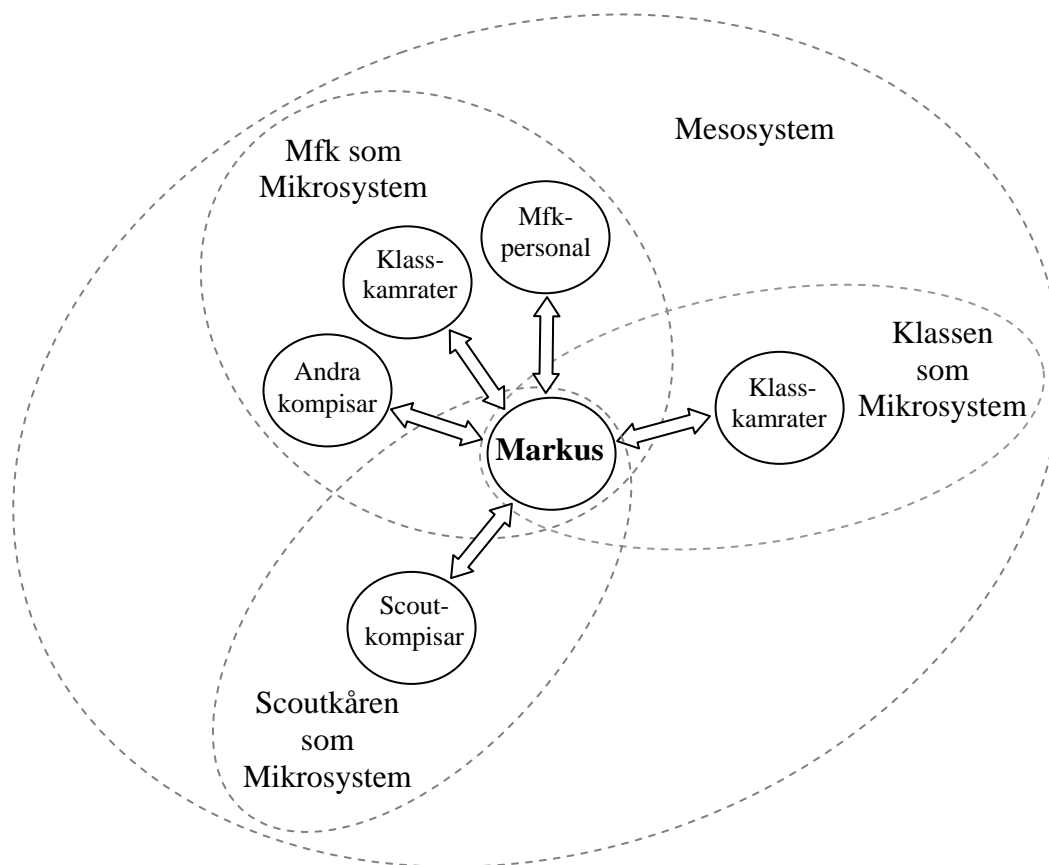 Mesosystem
Mfk som
Mikrosystem
Mfk-
personal
Klass-
kamrater
Andra
kompisar
Klassen
som
Mikrosystem
Klass-
kamrater
Markus
Scout-
kompisar
Scoutkåren
som
Mikrosystem